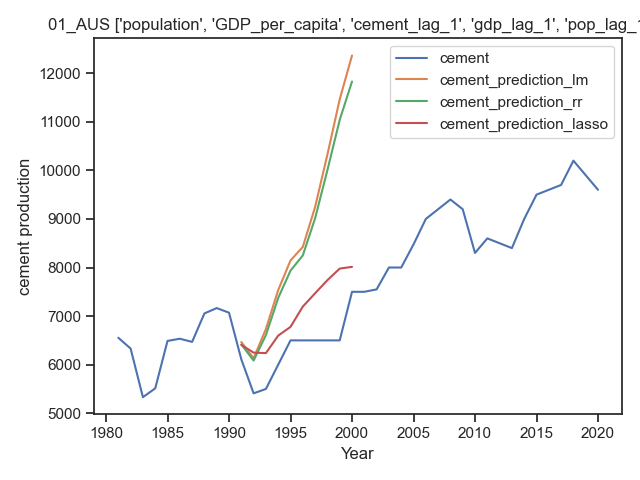 01_AUS ['population', 'GDP_per_capita', 'cement_lag_1', 'gdp_lag_1', 'pop_lag_1
cement
cement_prediction_lm
cement_prediction_rr
cement_prediction_lasso
12000
11000
10000
9000
8000
7000
6000
5000
cement production
1980 1985 1990 1995 2000 2005 2010 2015 2020
Year